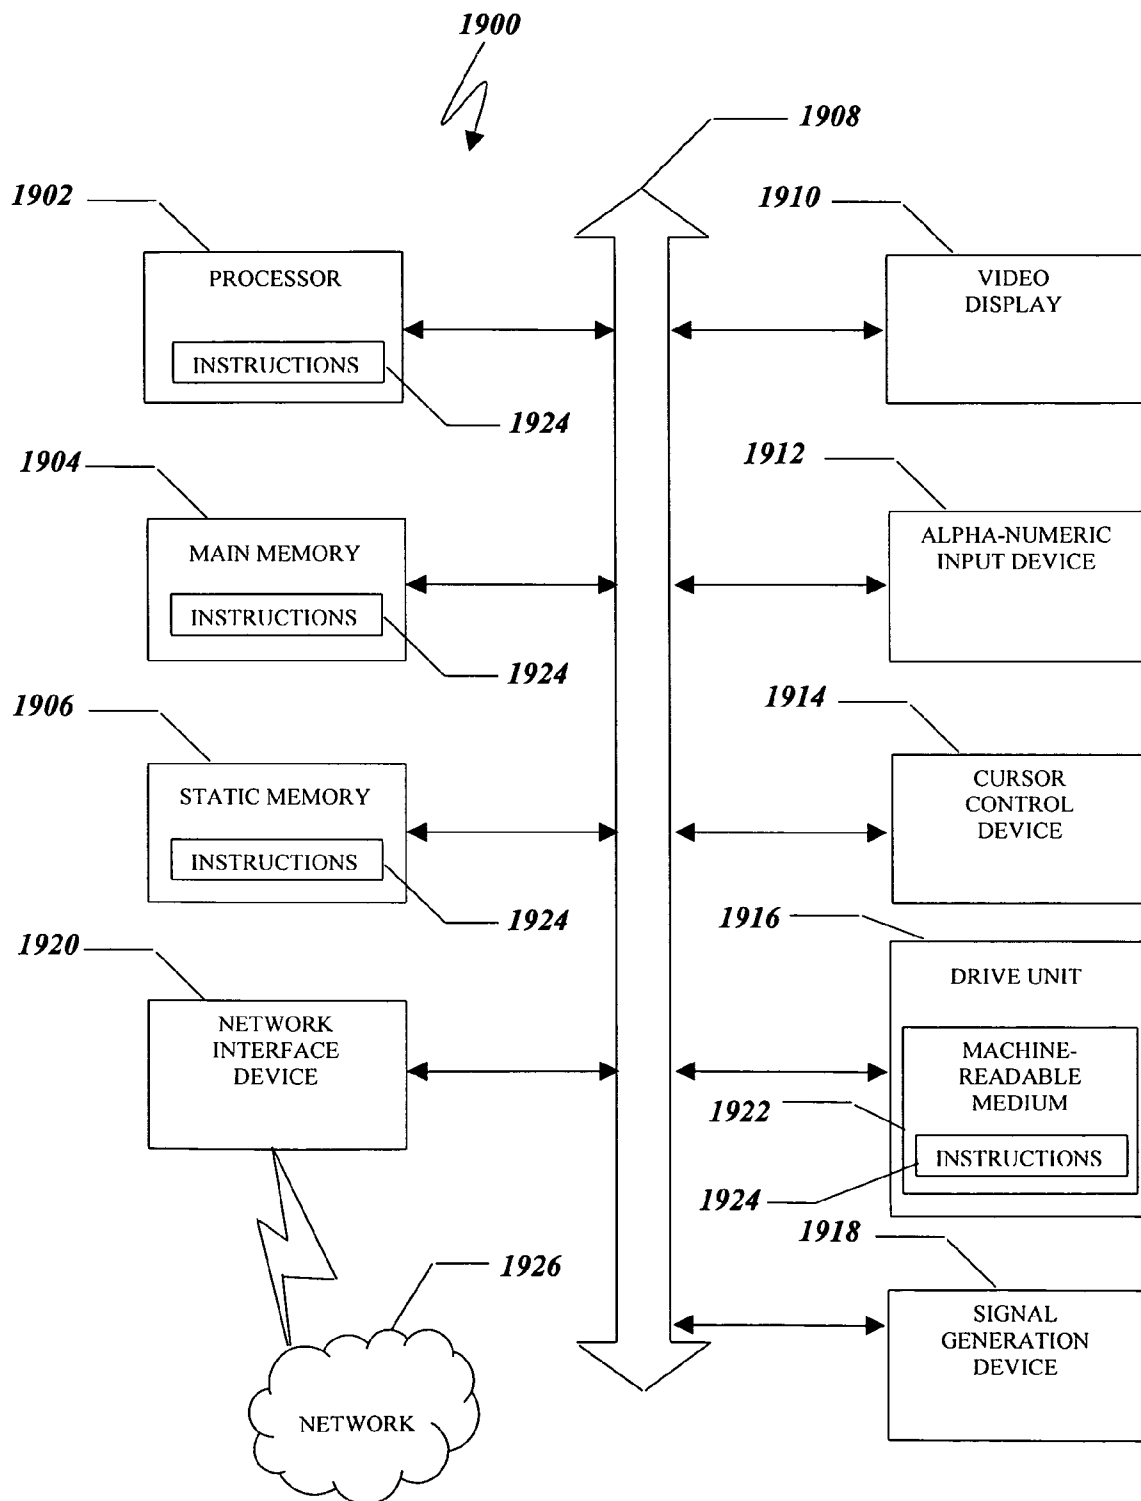 1900
1908
1902
PROCESSOR
INSTRUCTIONS
1924
1910
VIDEO
DISPLAY
1904
MAIN MEMORY
INSTRUCTIONS
1924
1912
ALPHA-NUMERIC
INPUT DEVICE
1906
STATIC MEMORY
INSTRUCTIONS
1924
1914
CURSOR
CONTROL
DEVICE
1920
NETWORK
INTERFACE
DEVICE
1916
DRIVE UNIT
MACHINE-
READABLE
MEDIUM
1922
INSTRUCTIONS
1924
1926
NETWORK
1918
SIGNAL
GENERATION
DEVICE